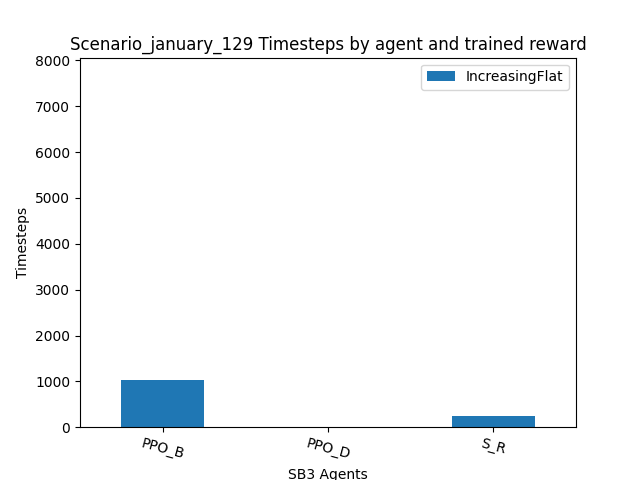 Scenario_january_129 Timesteps by agent and trained reward
IncreasingFlat
8000
7000
6000
5000
4000
3000
2000
1000
0
Timesteps
PPO_B
PPO_D
S_R
SB3 Agents